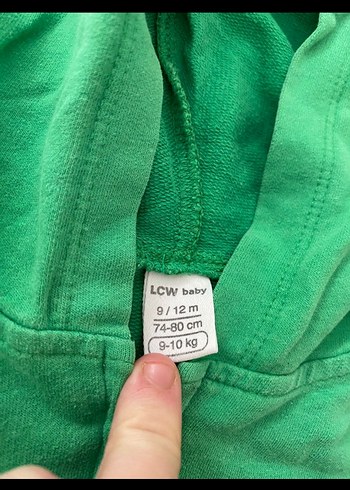 LCW baby
9 / 12 m
74-80 cm
9-10 kg